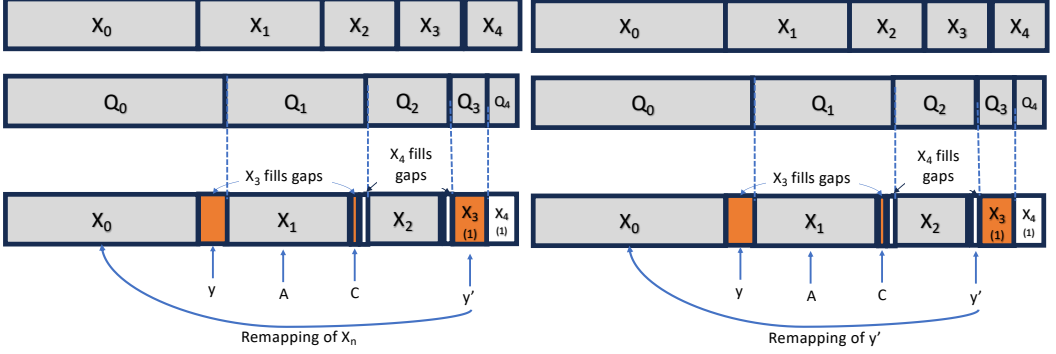 X₀ X₁ X₂ X₃ X₄
Q₀ Q₁ Q₂ Q₃ Q₄
X₃ fills gaps
X₄ fills
gaps
X₀ X₁ X₂ X₃ X₄
(1) (1)
y A C y’
Remapping of Xₙ
X₀ X₁ X₂ X₃ X₄
Q₀ Q₁ Q₂ Q₃ Q₄
X₃ fills gaps
X₄ fills
gaps
X₀ X₁ X₂ X₃ X₄
(1) (1)
y A C y’
Remapping of y’